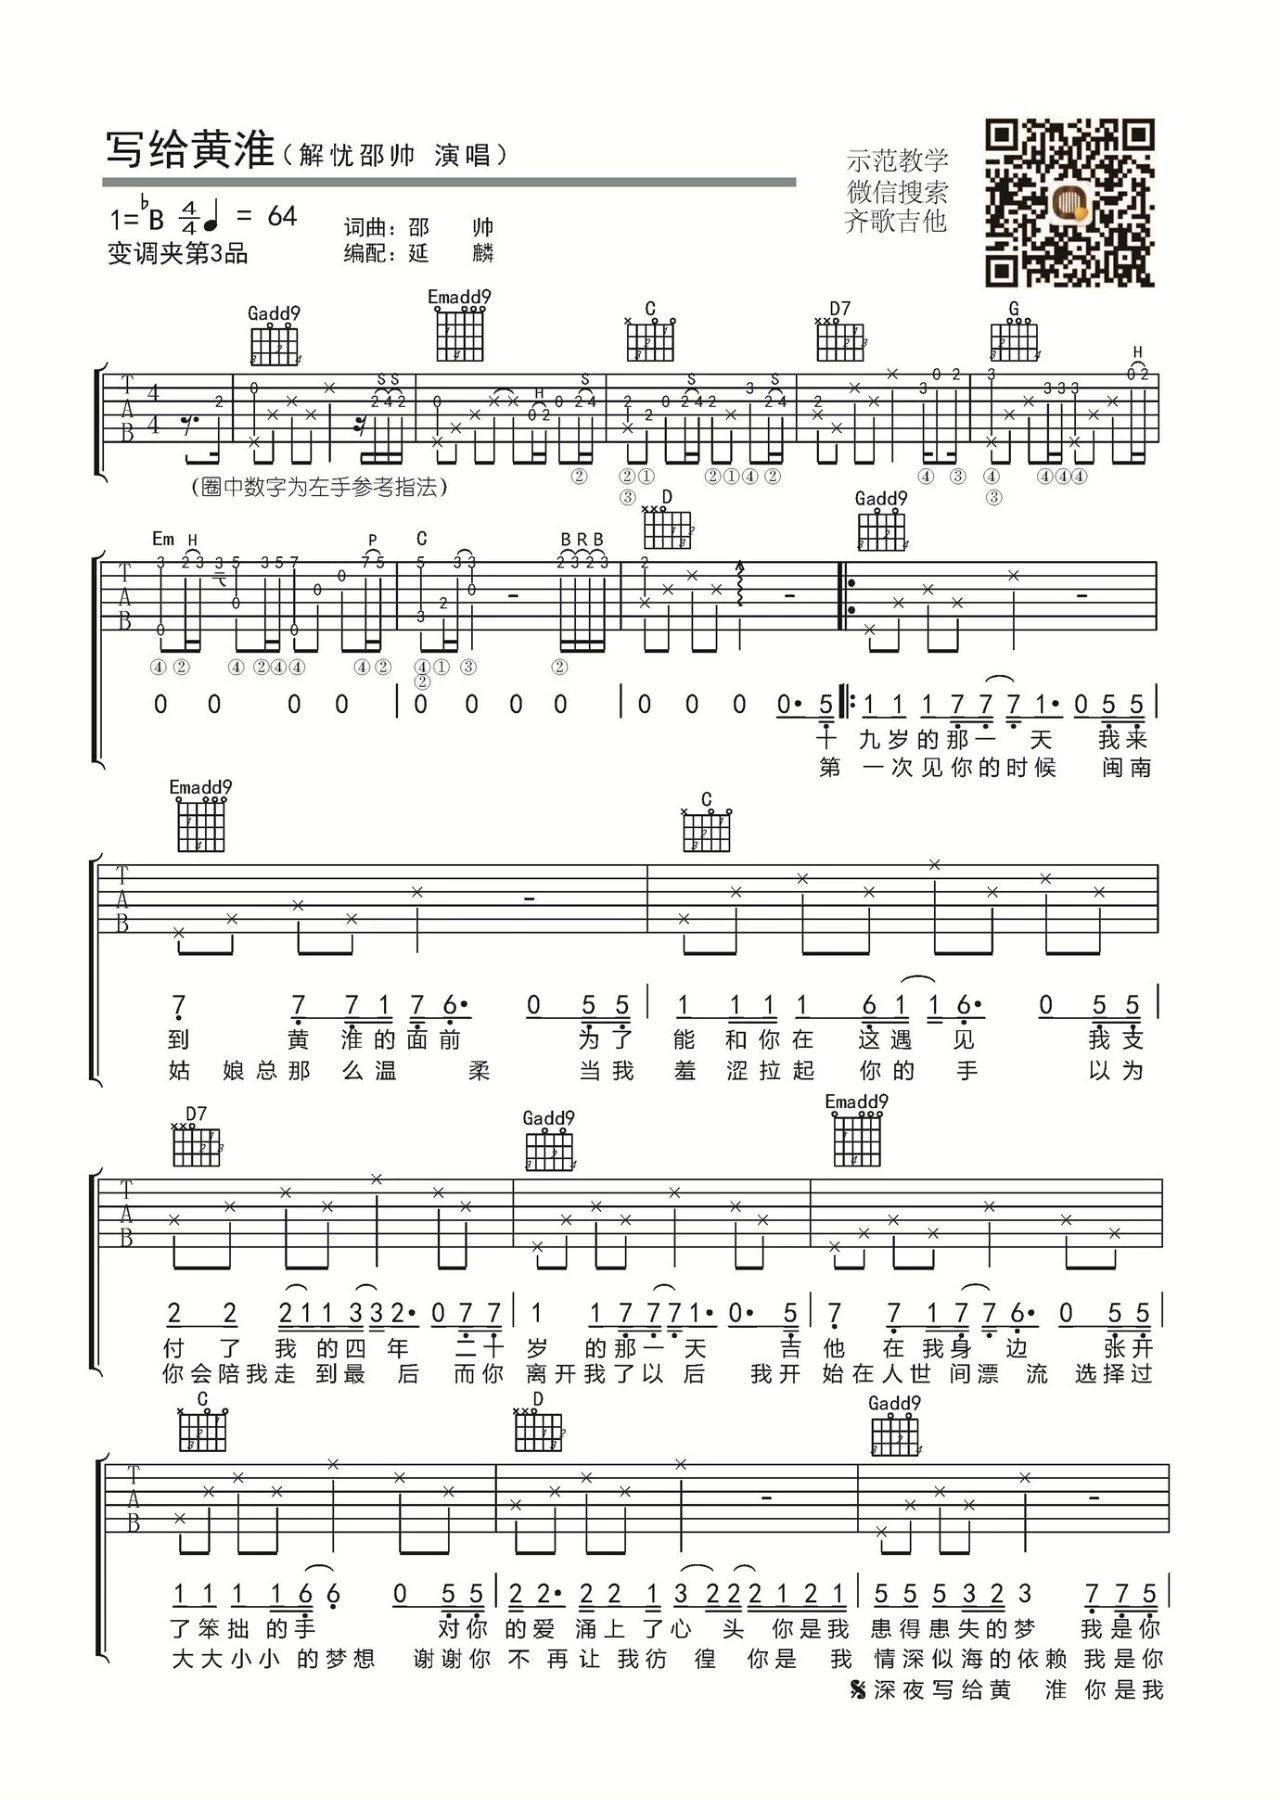 写给黄淮(解忧邵帅 演唱)
示范教学
微信搜索
齐歌吉他
1=♭B 4/4 ♩ = 64
变调夹第3品
词曲:邵 帅
编配:延 麟
Gadd9 Emadd9 C D7 G
(圈中数字为左手参考指法)
Em C D Gadd9
0 0 0 0 | 0 0 0 0 | 0 0 0 0• 5 |: 1 1 1 7 7 7 1• 0 5 5 |
十 九岁的那一 天 我来
第 一次见你的时候 闽南
Emadd9 C
7 7 7 1 7 6• 0 5 5 | 1 1 1 1 6 1 1 6• 0 5 5 |
到 黄 淮的面前 为了 能 和你在 这遇 见 我支
姑 娘总那么温 柔 当我 羞 涩拉起 你的 手 以为
D7 Gadd9 Emadd9
2 2 2 1 1 3 3 2• 0 7 7 | 1 1 7 7 7 1• 0• 5 | 7 7 1 7 7 6• 0 5 5 |
付 了 我 的四 年 二十 岁 的那一天 吉 他 在我身 边 张开
你会陪我走 到最 后 而你 离开我了以 后 我开 始在人世 间漂 流 选择过
C D Gadd9
1 1 1 1 6 6 0 5 5 | 2 2• 2 2 1 3 2 2 2 1 2 1 | 5 5 5 2 3 2 3 7 7 5 |
了笨拙 的手 对你 的爱 涌上 了心 头 你是我 患得患失的梦 我是你
大大小小 的梦想 谢谢你 不 再让 我彷 徨 你是 我 情深似海的依赖 我是你
𝄋深夜写给黄 淮 你是我